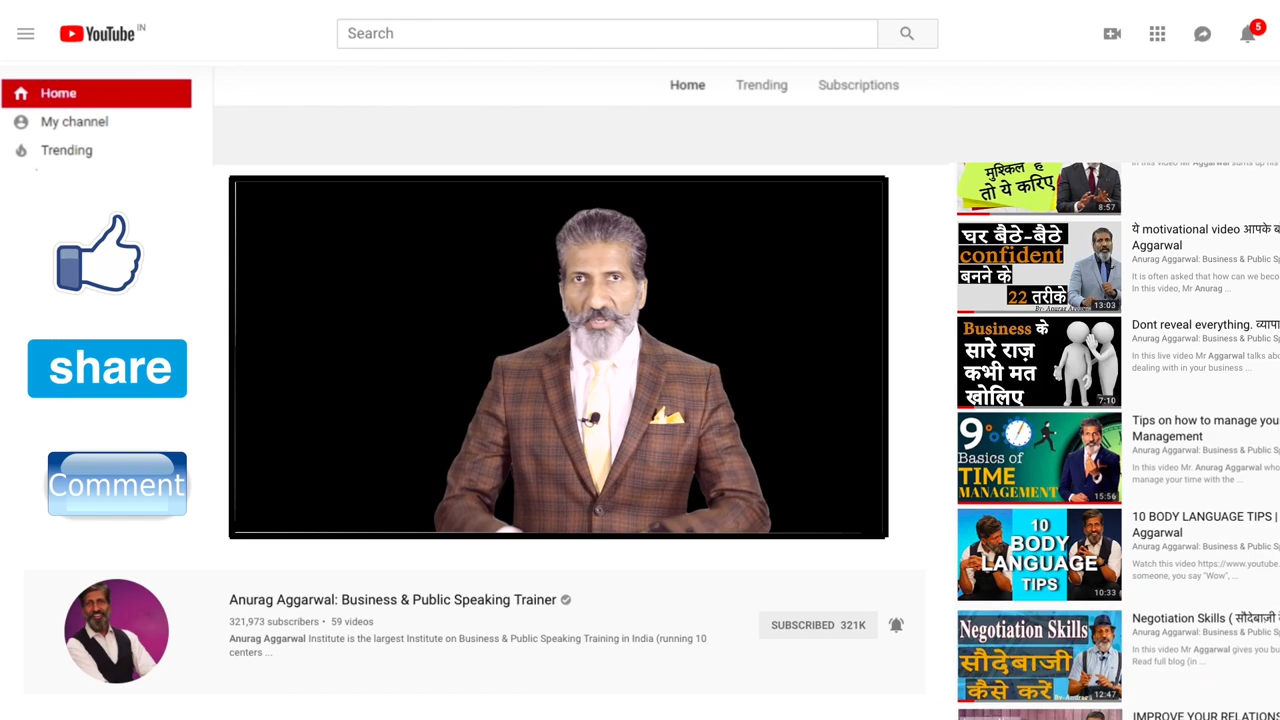 YouTube IN
Search
5
Home
My channel
Trending
Home Trending Subscriptions
share
Comment
Anurag Aggarwal: Business & Public Speaking Trainer
321,973 subscribers • 59 videos
Anurag Aggarwal Institute is the largest Institute on Business & Public Speaking Training in India (running 10
centers ...
SUBSCRIBED 321K
मुश्किल है
तो ये करिए
8:57
घर बैठे-बैठे
confident
बनने के
22 तरीके
By- Anurag Aggarwal
13:03
ये motivational video आपके
Aggarwal
Anurag Aggarwal: Business & Public
It is often asked that how can we
In this video, Mr Anurag ...
Business के
सारे राज़
कभी मत
खोलिए
7:10
Dont reveal everything.
Anurag Aggarwal: Business & Public
In this live video Mr Aggarwal talks
dealing with in your business ...
9
Basics of
TIME
MANAGEMENT
15:56
Tips on how to manage you
Management
Anurag Aggarwal: Business & Public
In this video Mr. Anurag Aggarwal who
manage your time with the ...
10
BODY
LANGUAGE
TIPS
10:33
10 BODY LANGUAGE TIPS |
Aggarwal
Anurag Aggarwal: Business & Public
Watch this video https://www.youtube.
someone, you say "Wow", ...
Negotiation Skills
सौदेबाज़ी
कैसे करें
12:47
Negotiation Skills ( सौदेबाज़ी
Anurag Aggarwal: Business & Public
In this video Mr Aggarwal gives you
Read full blog (in ...
IMPROVE YOUR RELATIONS